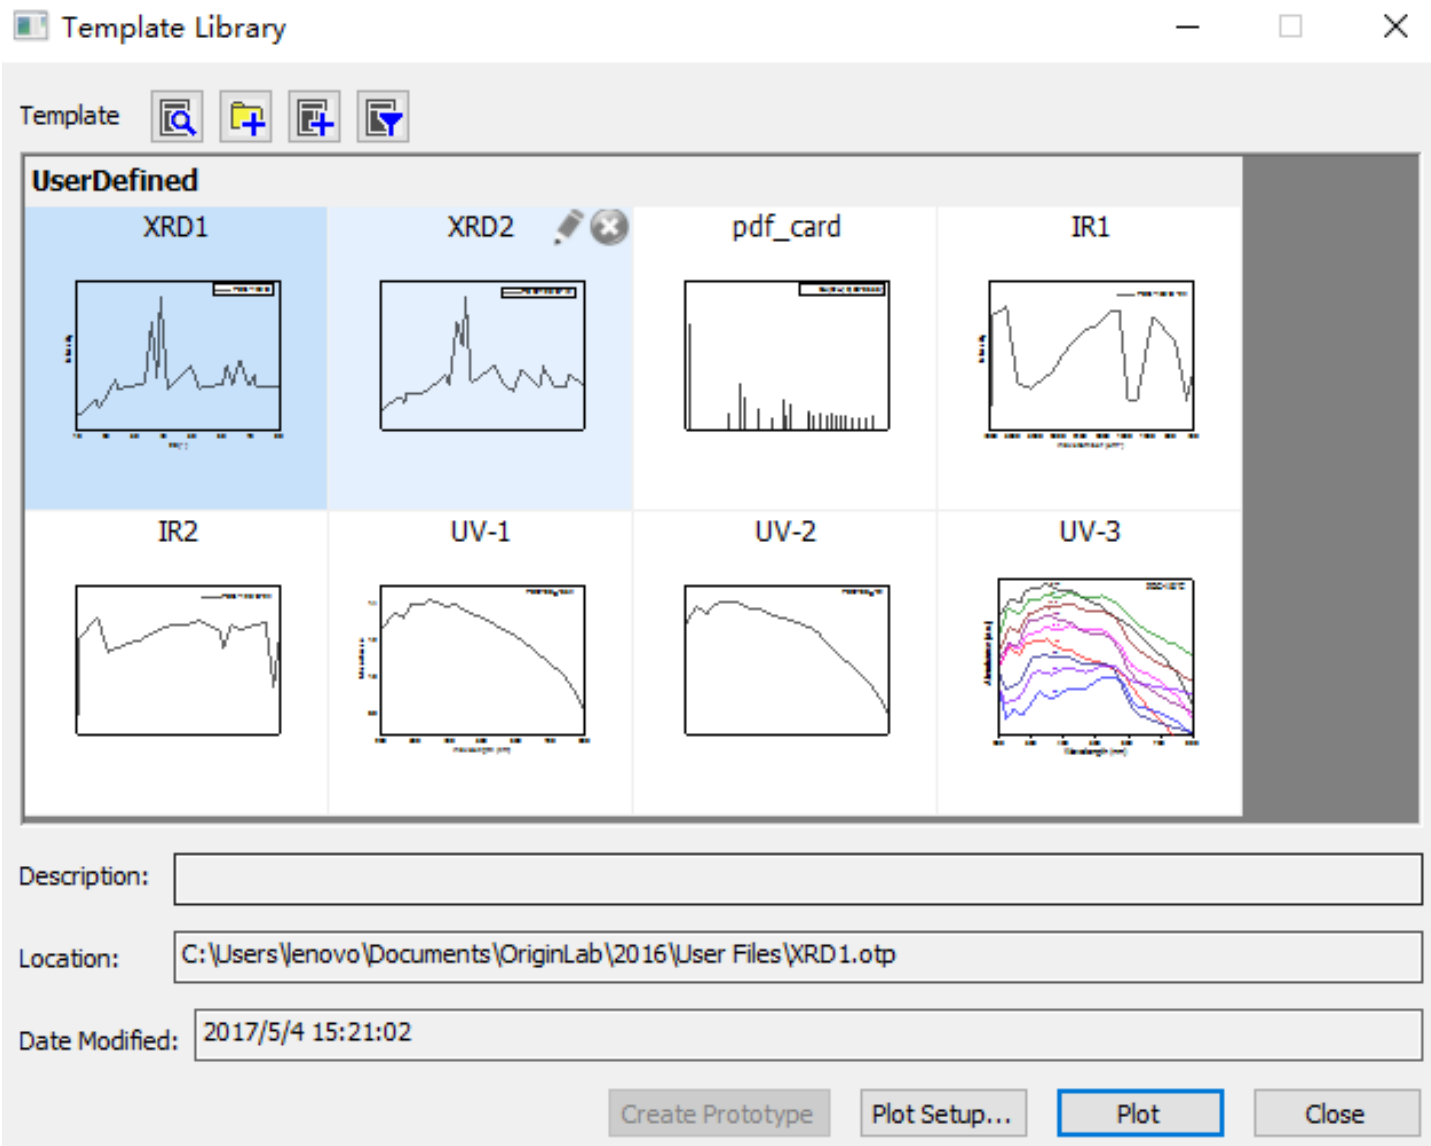 Template Library
Template
UserDefined
XRD1
XRD2
pdf_card
IR1
IR2
UV-1
UV-2
UV-3
Description:
Location:
C:\Users\lenovo\Documents\OriginLab\2016\User Files\XRD1.otp
Date Modified:
2017/5/4 15:21:02
Create Prototype
Plot Setup...
Plot
Close